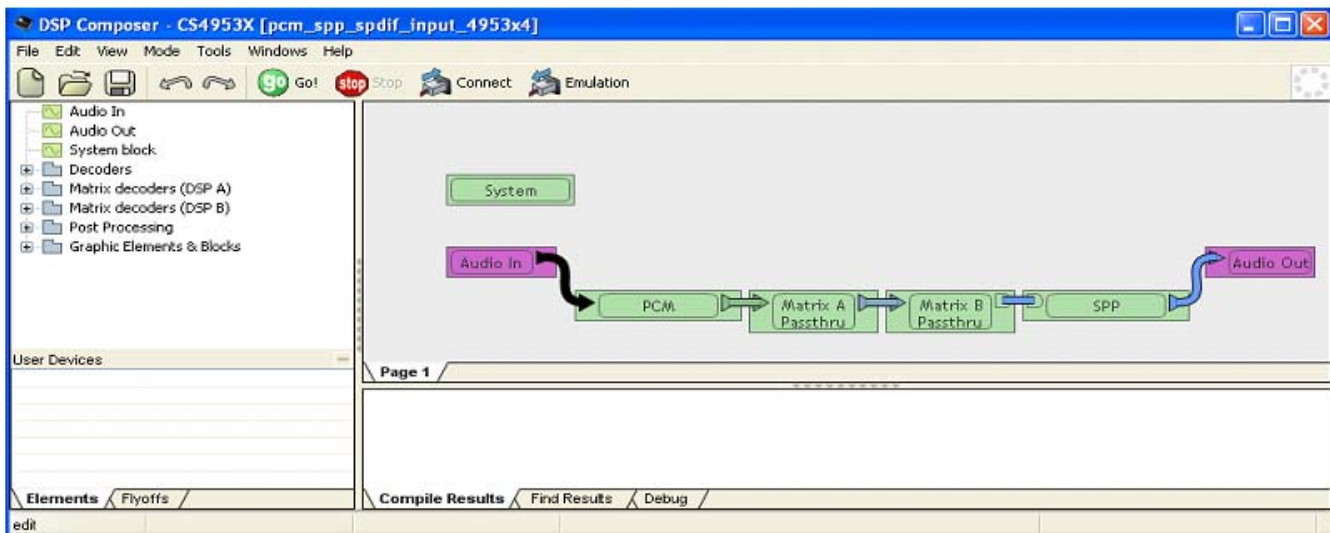 DSP Composer - CS4953X [pcm_spp_spdif_input_4953x4]
File Edit View Mode Tools Windows Help
go Go! stop Stop Connect Emulation
Audio In
Audio Out
System block
Decoders
Matrix decoders (DSP A)
Matrix decoders (DSP B)
Post Processing
Graphic Elements & Blocks
System
Audio In
Audio Out
PCM
Matrix A
Passthru
Matrix B
Passthru
SPP
Page 1
User Devices
Elements Flyoffs
Compile Results Find Results Debug
edit